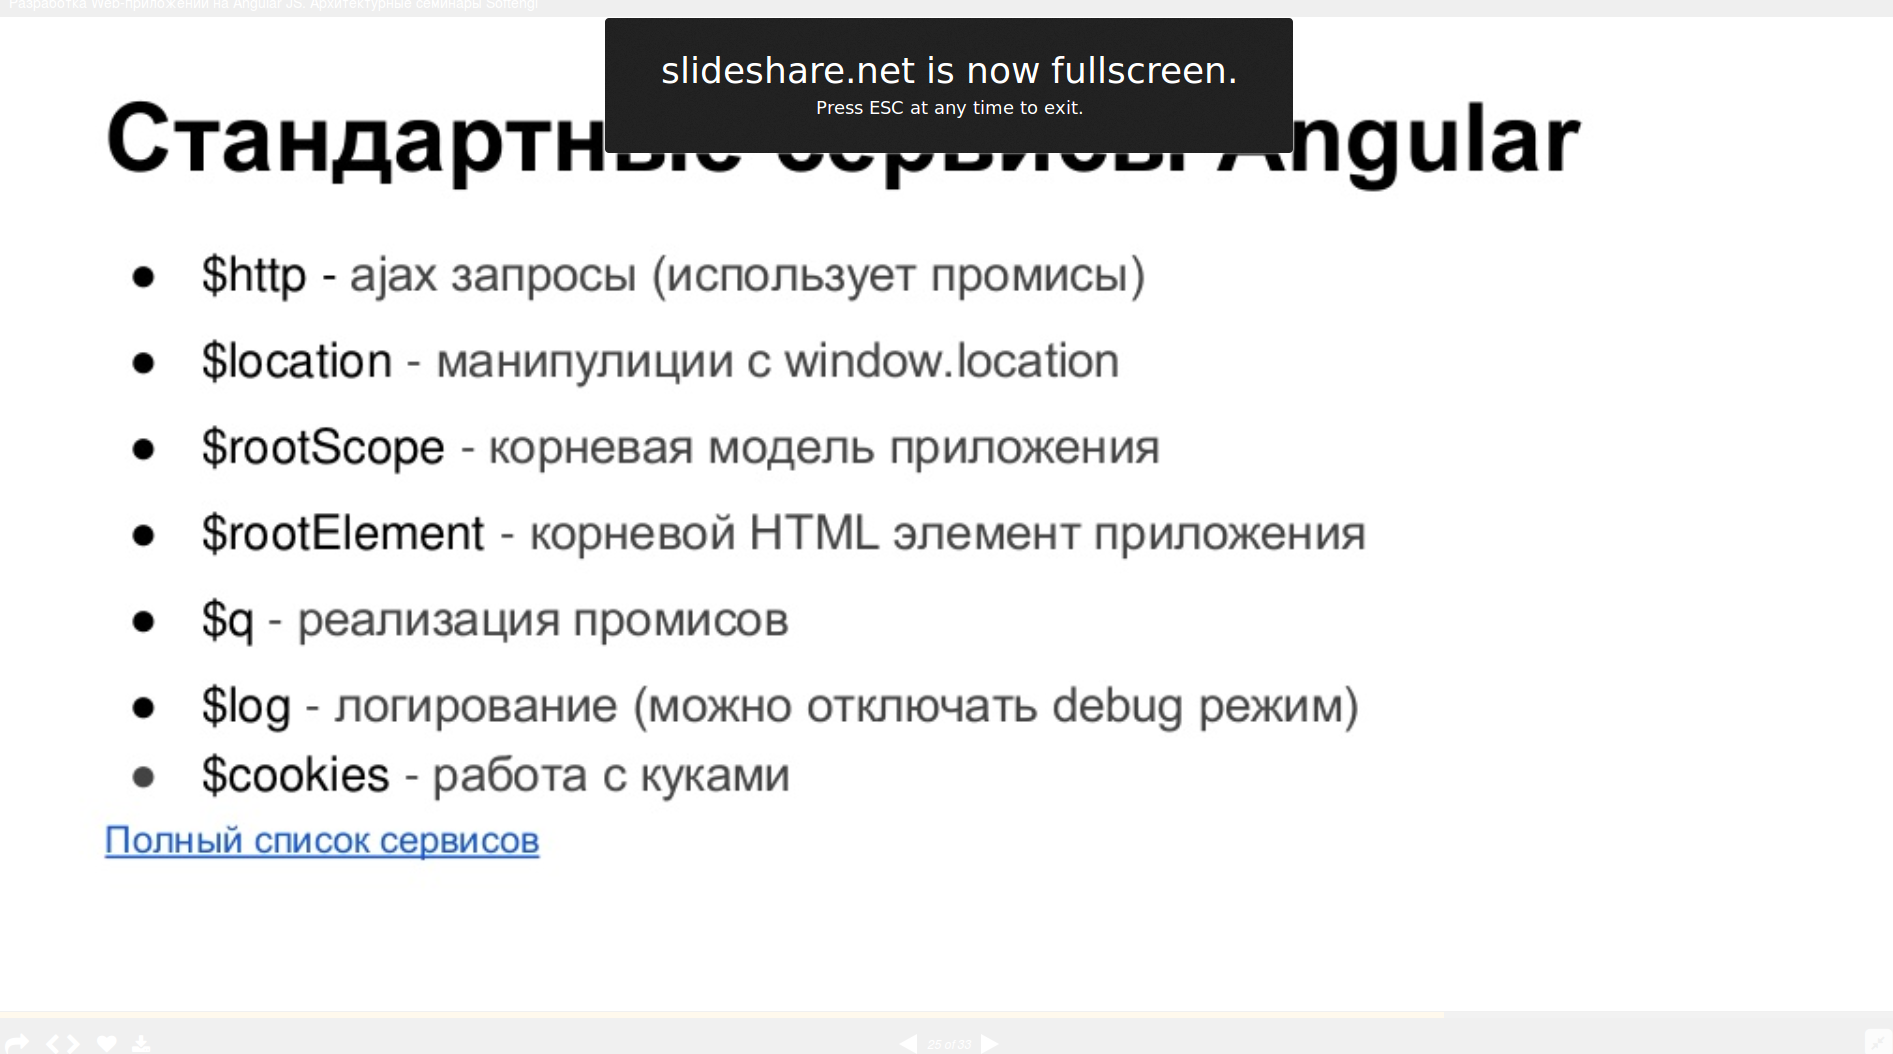 Разработка Web-приложений на Angular JS. Архитектурные семинары Softengi
slideshare.net is now fullscreen.
Press ESC at any time to exit.
Стандартные сервисы Angular
● $http - ajax запросы (использует промисы)
● $location - манипулиции с window.location
● $rootScope - корневая модель приложения
● $rootElement - корневой HTML элемент приложения
● $q - реализация промисов
● $log - логирование (можно отключать debug режим)
● $cookies - работа с куками
Полный список сервисов
25 of 33